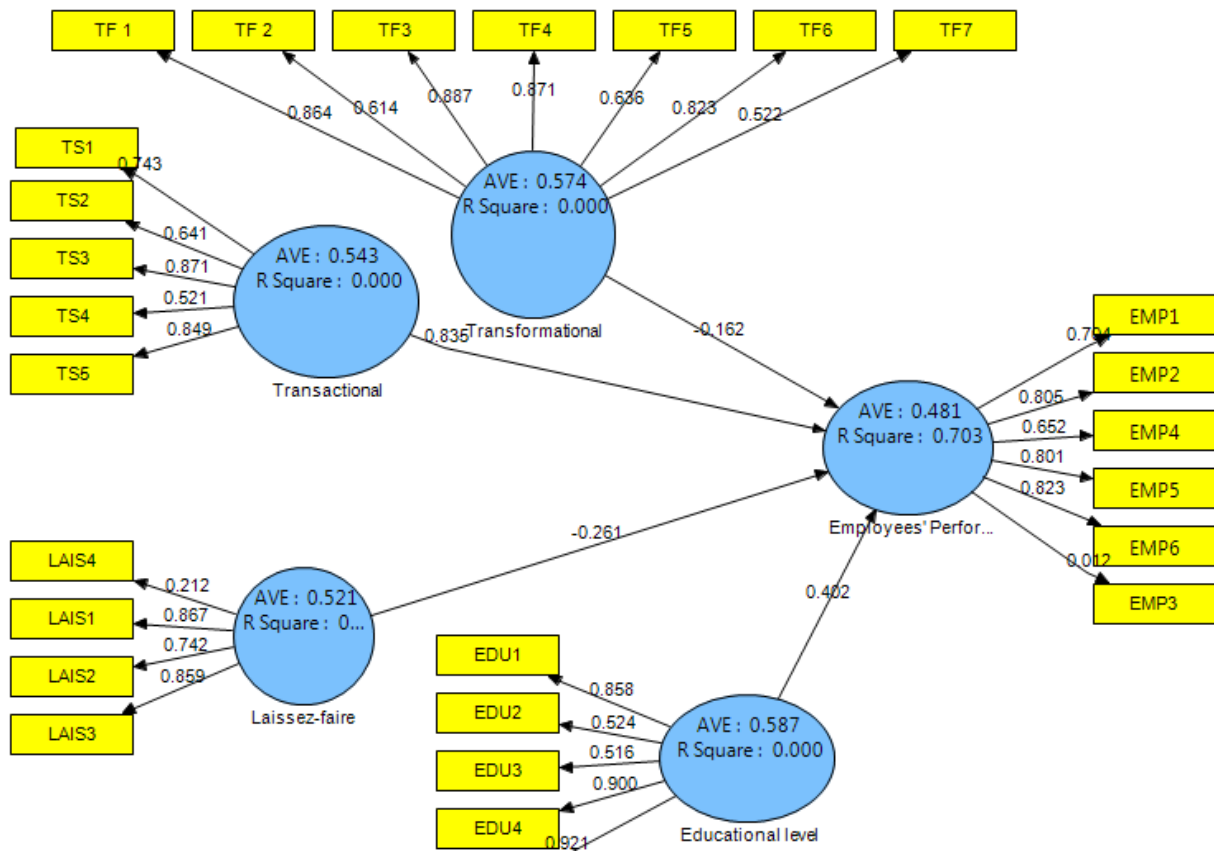 TF 1
TF 2
TF3
TF4
TF5
TF6
TF7
0.864
0.614
0.887
0.871
0.636
0.823
0.522
TS1
TS2
TS3
TS4
TS5
0.743
0.641
0.871
0.521
0.849
AVE : 0.574
R Square : 0.000
Transformational
AVE : 0.543
R Square : 0.000
Transactional
0.835
-0.162
AVE : 0.481
R Square : 0.703
Employees' Perfor...
0.805
0.652
0.801
0.823
0.012
EMP1
EMP2
EMP4
EMP5
EMP6
EMP3
LAIS4
LAIS1
LAIS2
LAIS3
0.212
0.867
0.742
0.859
AVE : 0.521
R Square : 0...
Laissez-faire
-0.261
0.402
EDU1
EDU2
EDU3
EDU4
0.858
0.524
0.516
0.900
0.921
AVE : 0.587
R Square : 0.000
Educational level